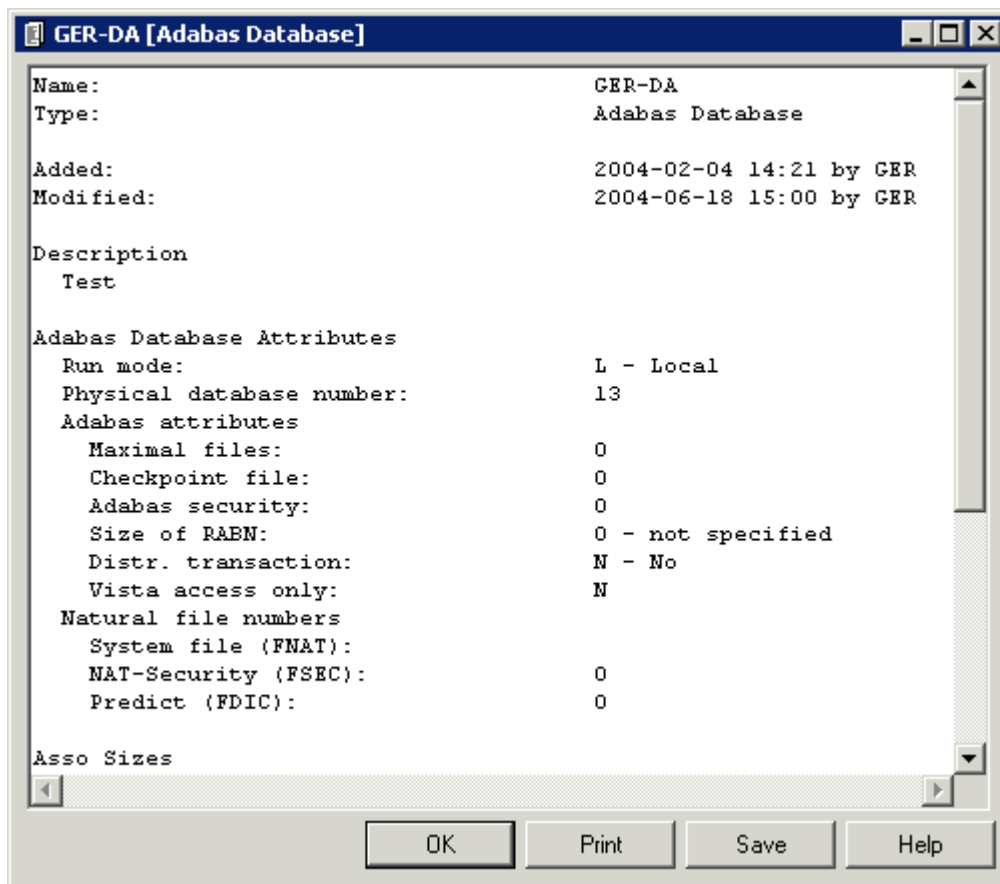 GER-DA [Adabas Database]
Name: GER-DA
Type: Adabas Database
Added: 2004-02-04 14:21 by GER
Modified: 2004-06-18 15:00 by GER
Description
Test
Adabas Database Attributes
Run mode: L - Local
Physical database number: 13
Adabas attributes
Maximal files: 0
Checkpoint file: 0
Adabas security: 0
Size of RABN: 0 - not specified
Distr. transaction: N - No
Vista access only: N
Natural file numbers
System file (FNAT):
NAT-Security (FSEC): 0
Predict (FDIC): 0
Asso Sizes
OK Print Save Help